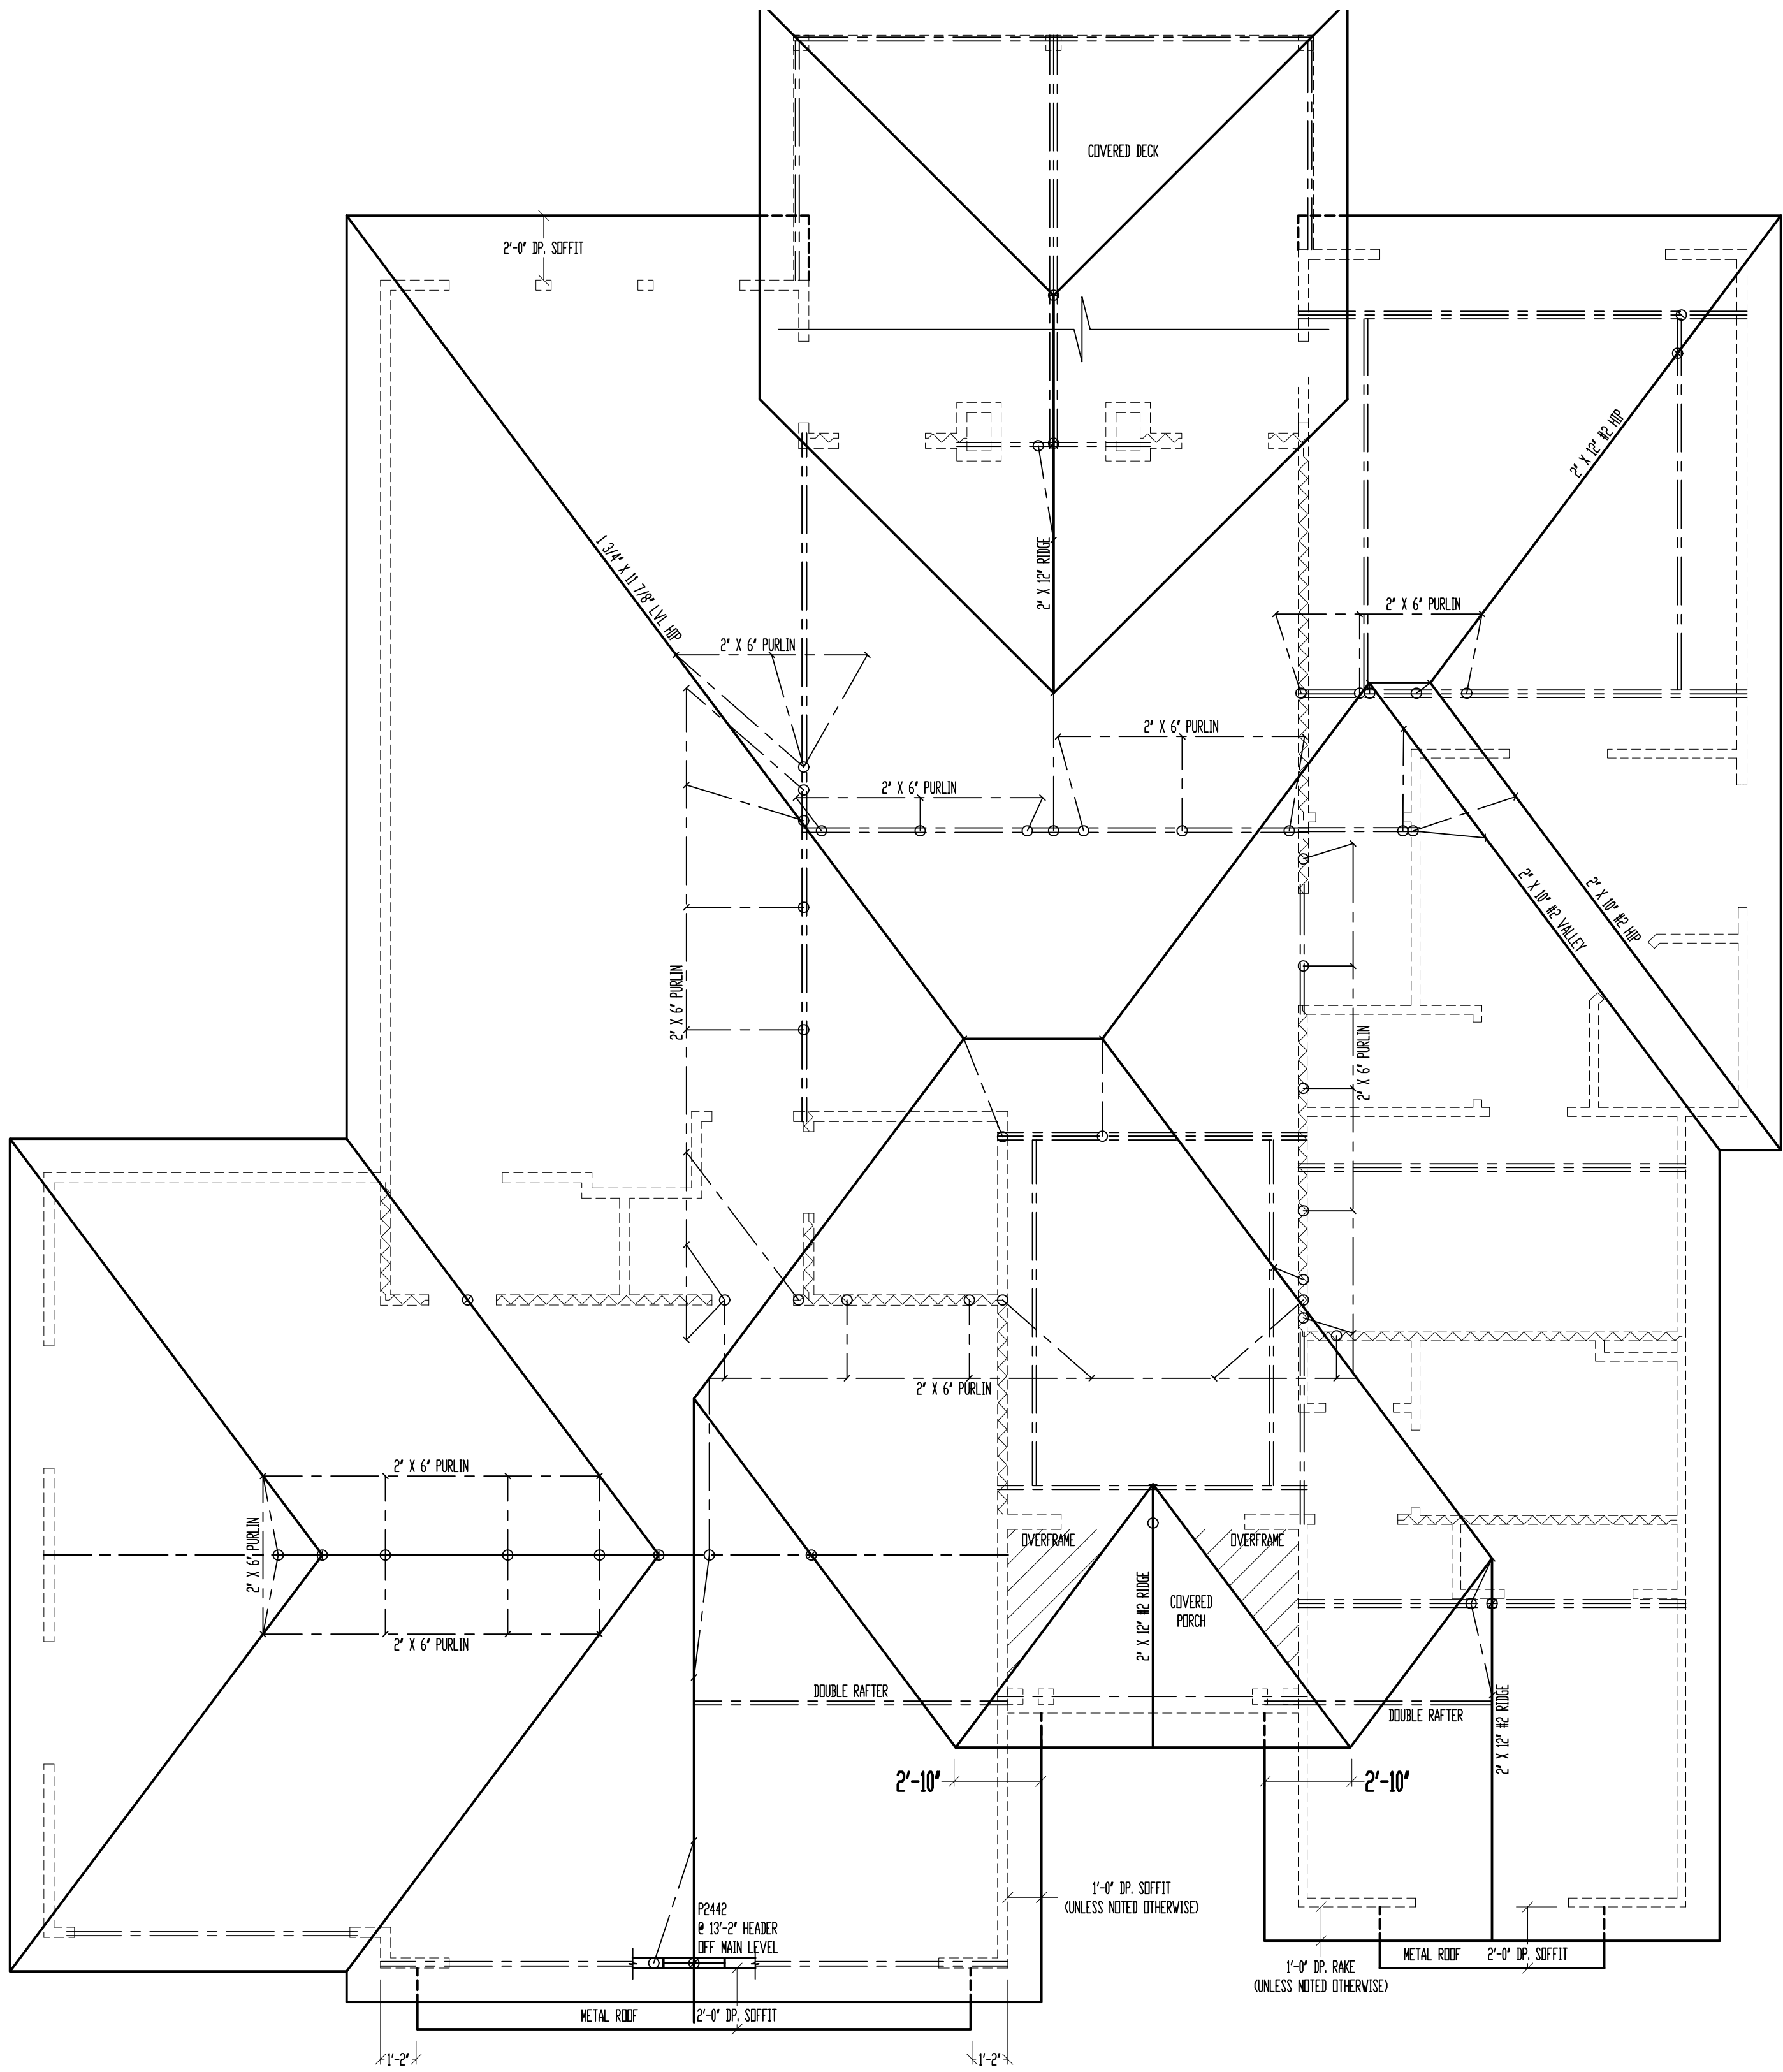 COVERED DECK
2'-0" DP. SOFFIT
2" X 12" #2 HIP
1 3/4" X 11 7/8" LVL HIP
2" X 12" RIDGE
2" X 6" PURLIN
2" X 6" PURLIN
2" X 6" PURLIN
2" X 6" PURLIN
2" X 10" #2 VALLEY
2" X 10" #2 HIP
2" X 6" PURLIN
2" X 6" PURLIN
2" X 6" PURLIN
2" X 6" PURLIN
2" X 6" PURLIN
2" X 6" PURLIN
OVERFRAME
OVERFRAME
2" X 12" #2 RIDGE
COVERED
PORCH
DOUBLE RAFTER
DOUBLE RAFTER
2" X 12" #2 RIDGE
2'-10"
2'-10"
1'-0" DP. SOFFIT
(UNLESS NOTED OTHERWISE)
P2442
@ 13'-2" HEADER
OFF MAIN LEVEL
METAL ROOF
2'-0" DP. SOFFIT
1'-0" DP. RAKE
(UNLESS NOTED OTHERWISE)
METAL ROOF
2'-0" DP. SOFFIT
1'-2"
1'-2"